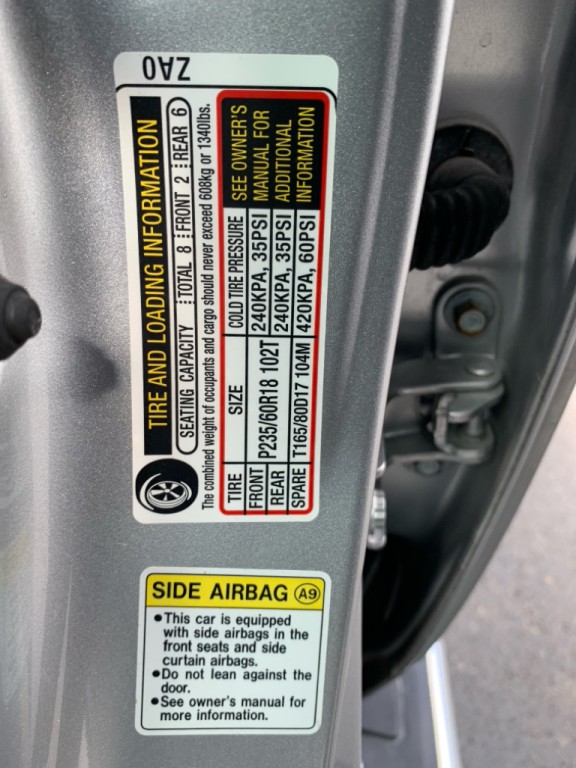 ZA0
TIRE AND LOADING INFORMATION
SEATING CAPACITY TOTAL 8 FRONT 2 REAR 6
The combined weight of occupants and cargo should never exceed 608kg or 1340lbs.
TIRE SIZE COLD TIRE PRESSURE
FRONT P235/60R18 102T 240KPA, 35PSI
REAR 240KPA, 35PSI
SPARE T165/80D17 104M 420KPA, 60PSI
SEE OWNER'S
MANUAL FOR
ADDITIONAL
INFORMATION
SIDE AIRBAG A9
•This car is equipped
with side airbags in the
front seats and side
curtain airbags.
•Do not lean against the
door.
•See owner's manual for
more information.